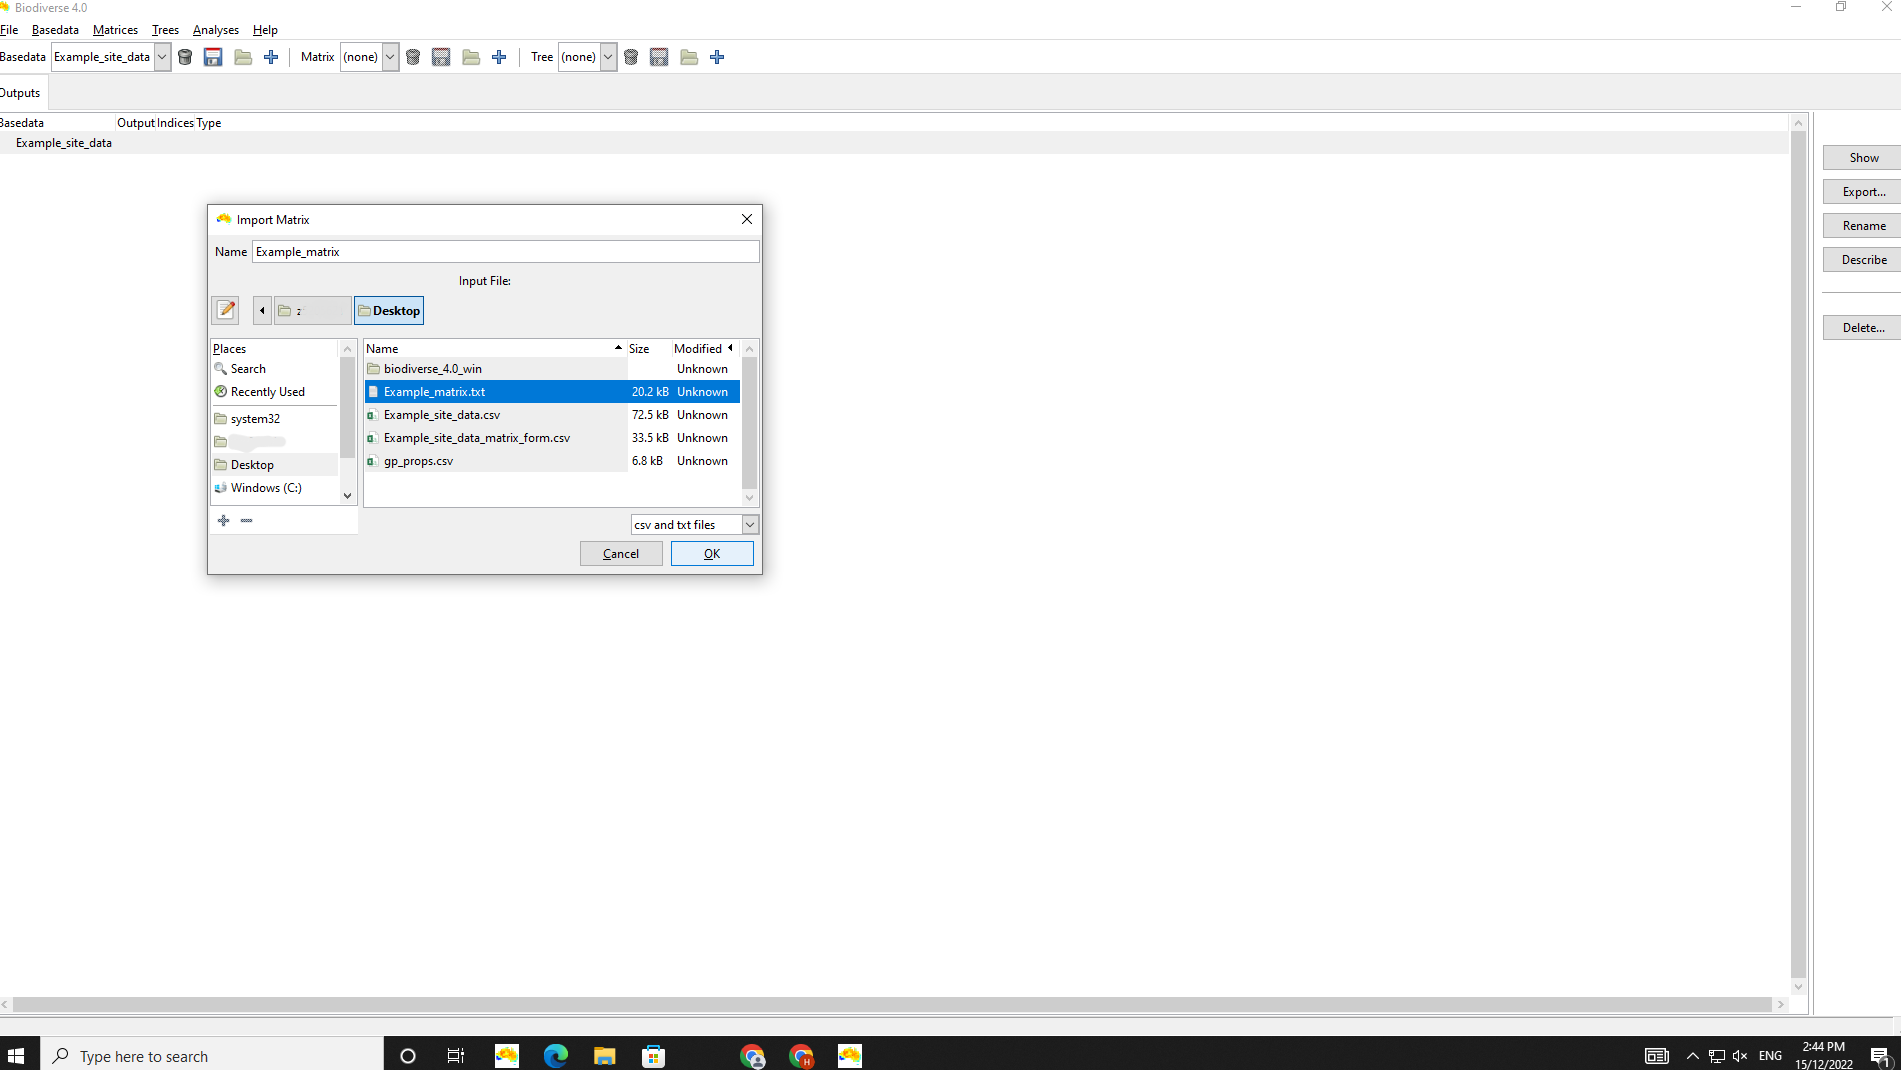 Biodiverse 4.0
File Basedata Matrices Trees Analyses Help
Basedata Example_site_data Matrix (none) Tree (none)
Outputs
Basedata Output Indices Type
Example_site_data
Show
Export...
Rename
Describe
Delete...
Import Matrix
Name Example_matrix
Input File:
z Desktop
Places
Search
Recently Used
system32
Desktop
Windows (C:)
Name Size Modified
biodiverse_4.0_win Unknown
Example_matrix.txt 20.2 kB Unknown
Example_site_data.csv 72.5 kB Unknown
Example_site_data_matrix_form.csv 33.5 kB Unknown
gp_props.csv 6.8 kB Unknown
csv and txt files
Cancel OK
Type here to search
H
ENG
2:44 PM
15/12/2022
1